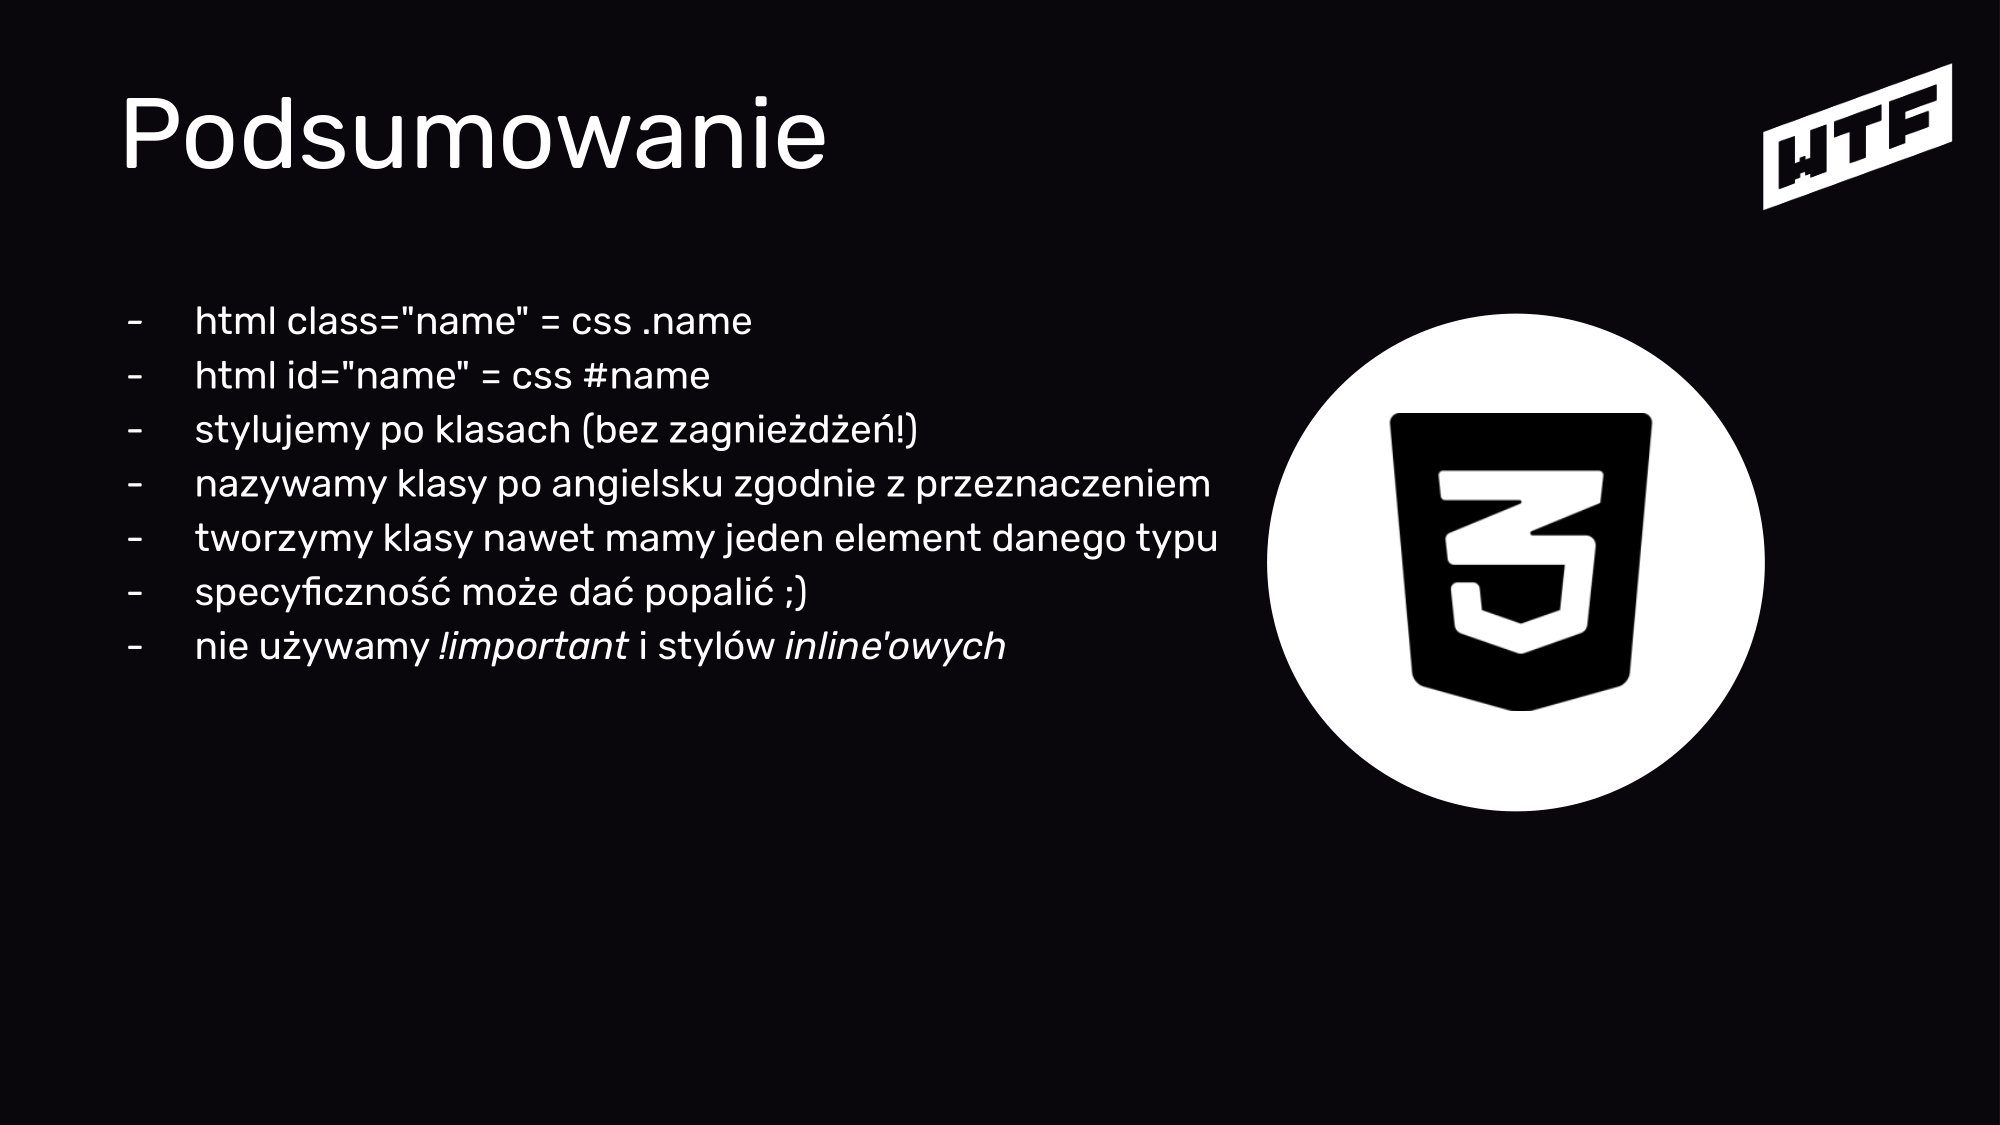 Podsumowanie
WTF
- html class="name" = css .name
- html id="name" = css #name
- stylujemy po klasach (bez zagnieżdżeń!)
- nazywamy klasy po angielsku zgodnie z przeznaczeniem
- tworzymy klasy nawet mamy jeden element danego typu
- specyficzność może dać popalić ;)
- nie używamy !important i stylów inline'owych
3